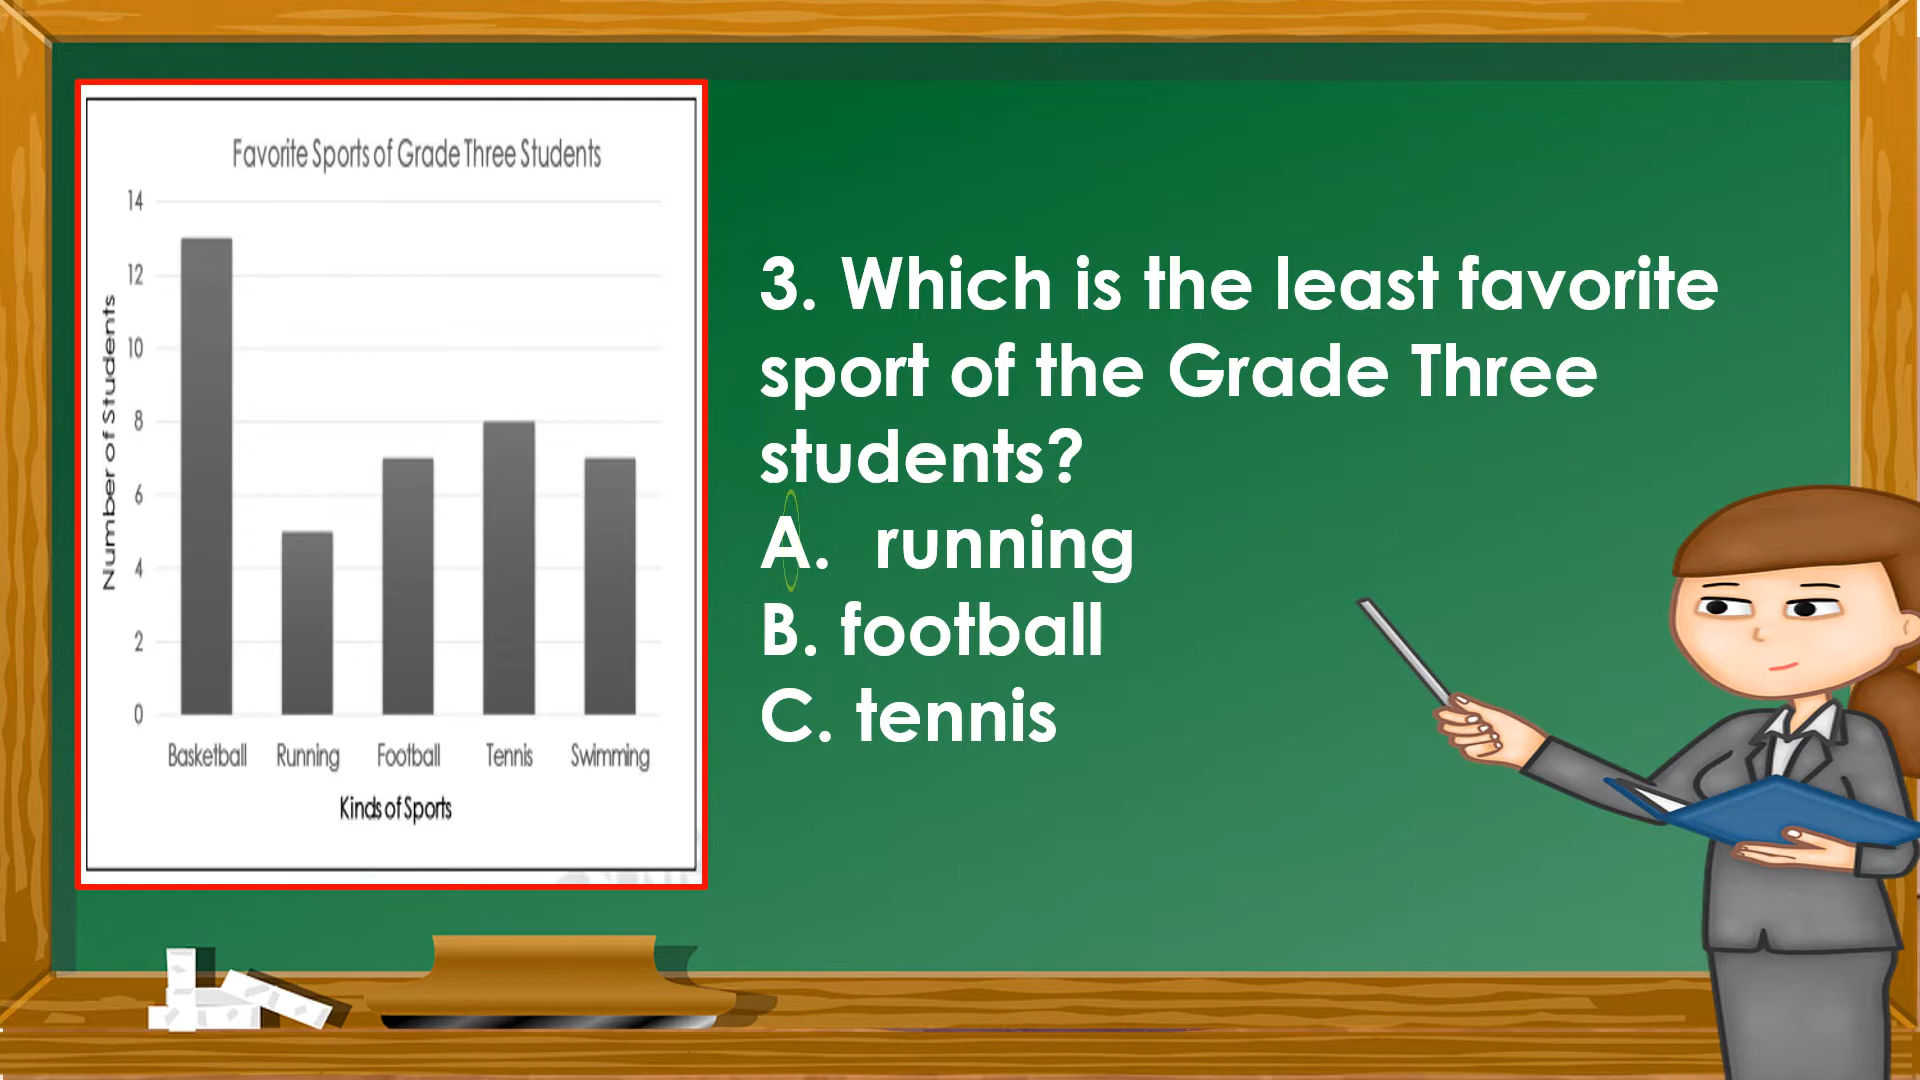 Favorite Sports of Grade Three Students
14
12
10
8
6
4
2
0
Number of Students
Basketball Running Football Tennis Swimming
Kinds of Sports
3. Which is the least favorite
sport of the Grade Three
students?
A. running
B. football
C. tennis